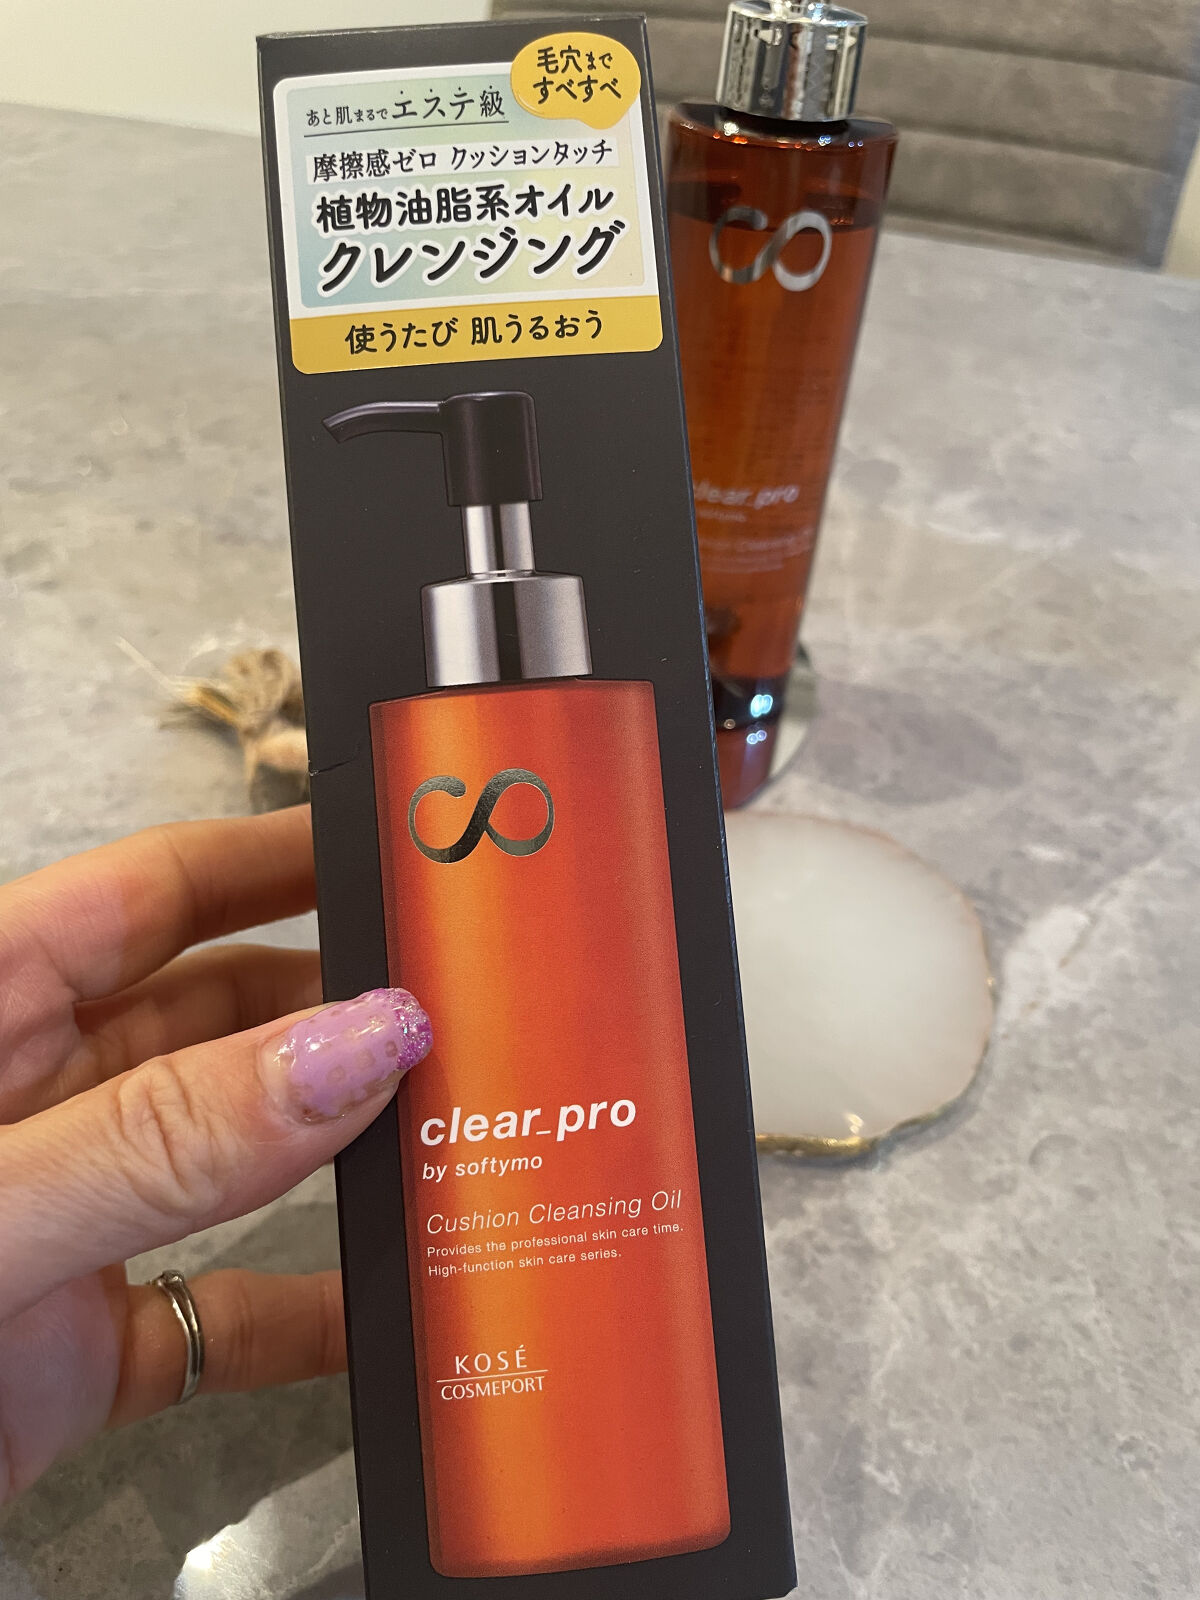 毛穴まで
すべすべ
あと肌まるでエステ級
摩擦感ゼロ クッションタッチ
植物油脂系オイル
クレンジング
使うたび 肌うるおう
clear_pro
by softymo
Cushion Cleansing Oil
Provides the professional skin care time.
High-function skin care series.
KOSÉ
COSMEPORT
clear_pro